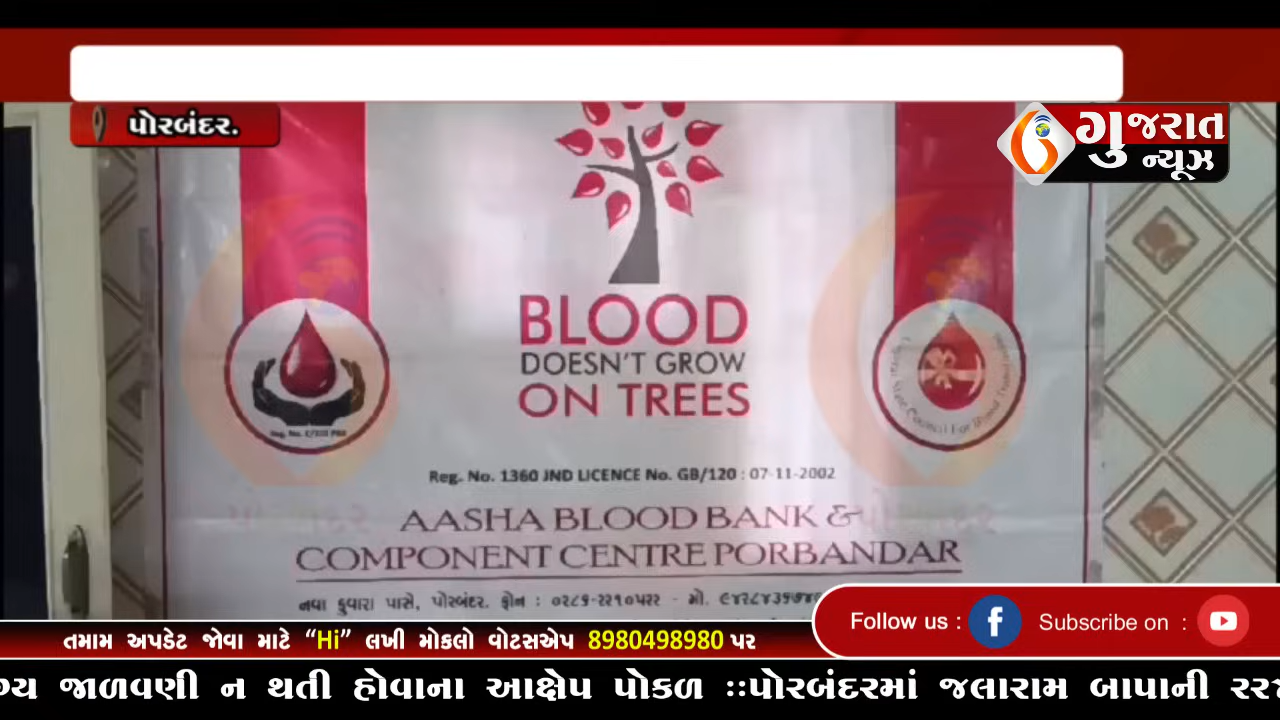 પોરબંદર.
ગુજરાત
ન્યૂઝ
BLOOD
DOESN'T GROW
ON TREES
Reg. No. 1360 JND LICENCE No. GB/120 : 07-11-2002
AASHA BLOOD BANK &
COMPONENT CENTRE PORBANDAR
નવા ફુવારા પાસે, પોરબંદર. ફોન : ૦૨૮૬-૨૨૧૦૫૨૨ - મો.
Follow us :
Subscribe on :
તમામ અપડેટ જોવા માટે “Hi” લખી મોકલો વોટસએપ 8980498980 પર
જાળવણી ન થતી હોવાના આક્ષેપ પોકળ ::પોરબંદરમાં જલારામ બાપાની